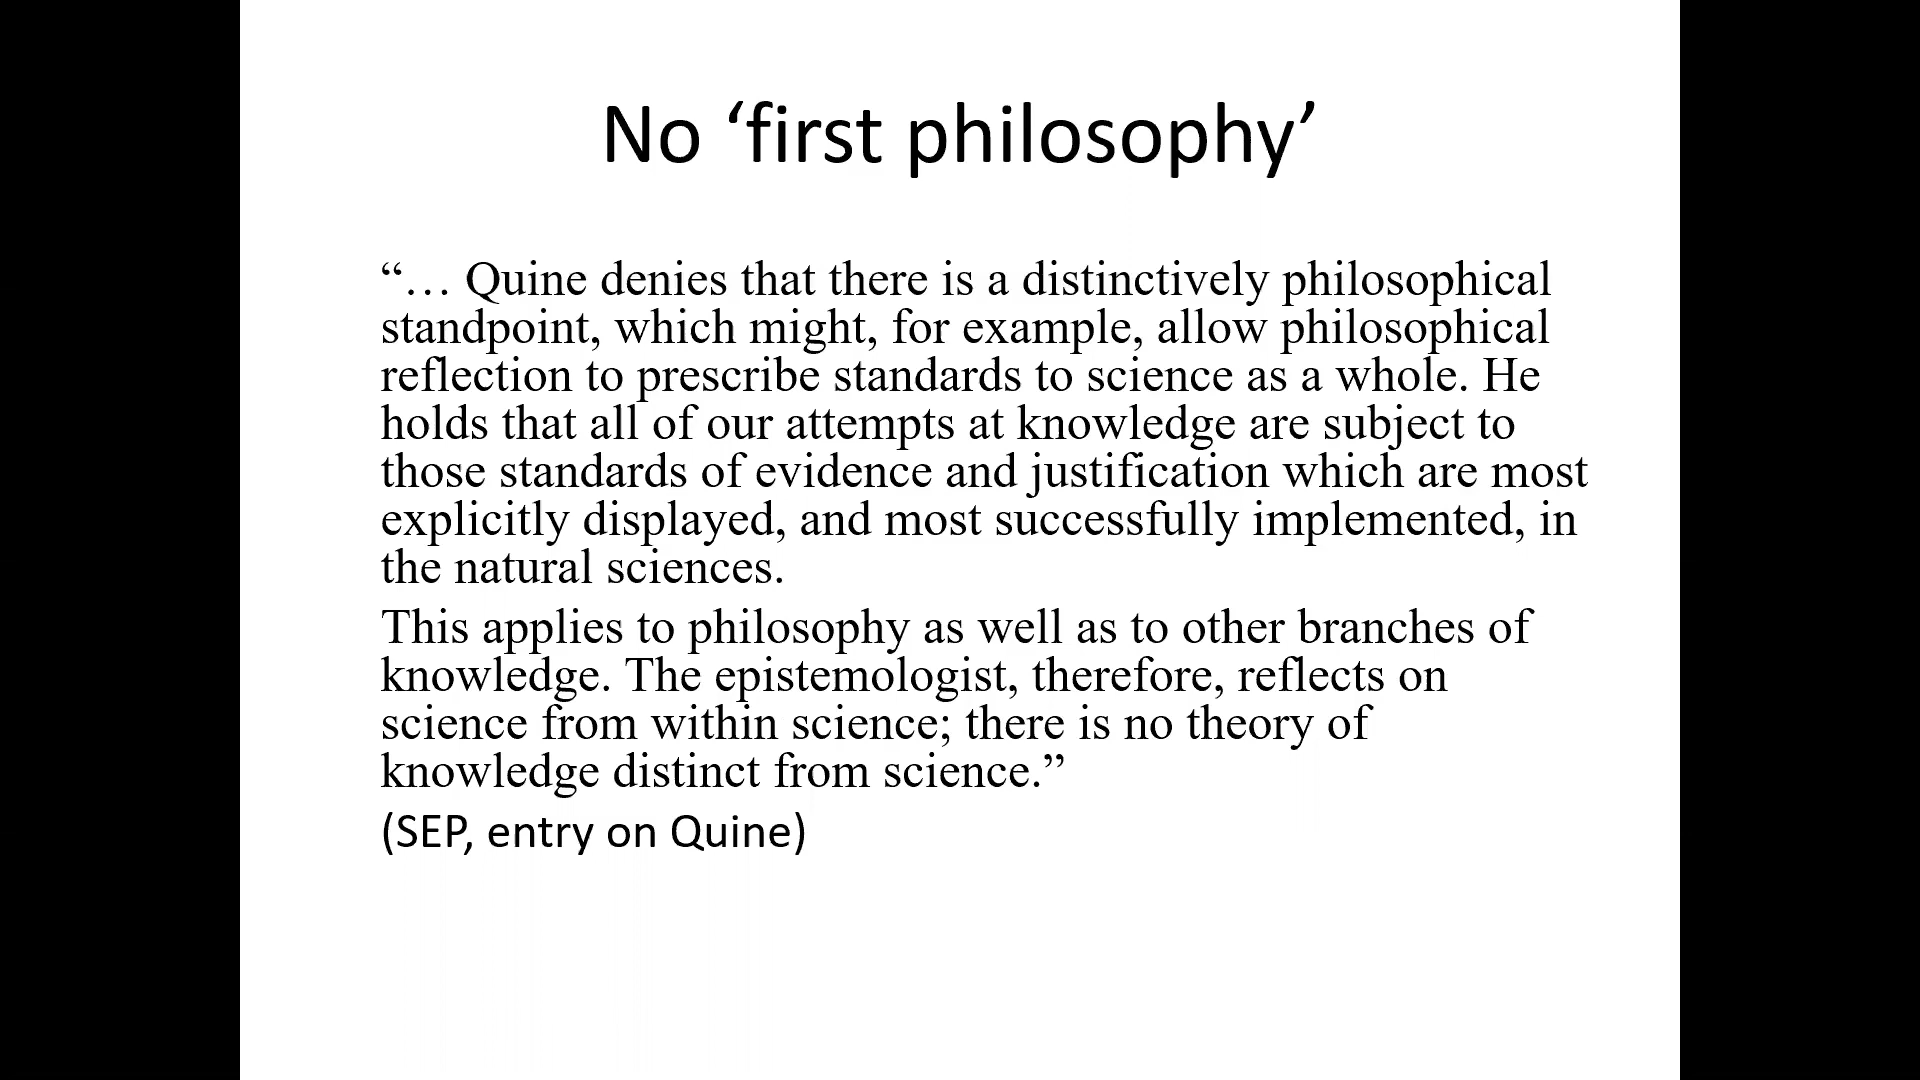 No ‘first philosophy’
“… Quine denies that there is a distinctively philosophical
standpoint, which might, for example, allow philosophical
reflection to prescribe standards to science as a whole. He
holds that all of our attempts at knowledge are subject to
those standards of evidence and justification which are most
explicitly displayed, and most successfully implemented, in
the natural sciences.
This applies to philosophy as well as to other branches of
knowledge. The epistemologist, therefore, reflects on
science from within science; there is no theory of
knowledge distinct from science.”
(SEP, entry on Quine)